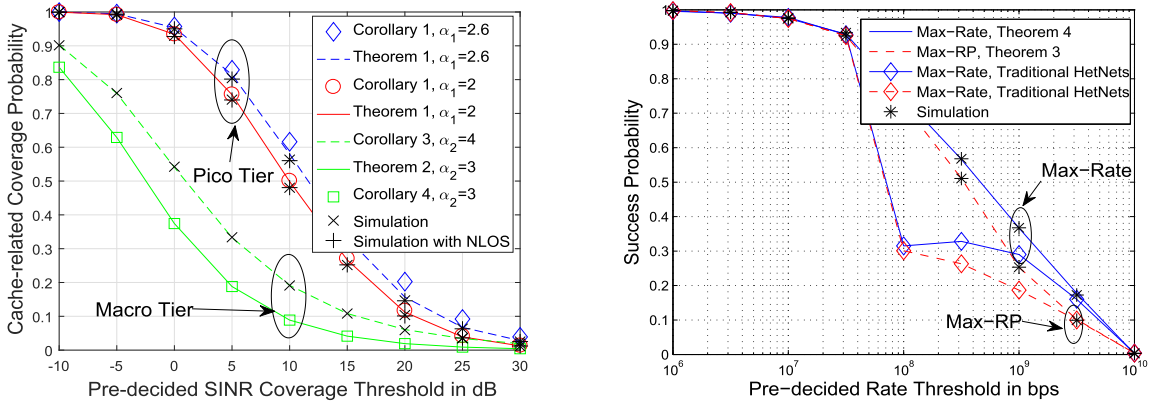 Cache-related Coverage Probability
1
0.9
0.8
0.7
0.6
0.5
0.4
0.3
0.2
0.1
0
-10
-5
0
5
10
15
20
25
30
Pre-decided SINR Coverage Threshold in dB
Corollary 1, α1=2.6
Theorem 1, α1=2.6
Corollary 1, α1=2
Theorem 1, α1=2
Corollary 3, α2=4
Theorem 2, α2=3
Corollary 4, α2=3
Simulation
Simulation with NLOS
Pico Tier
Macro Tier
Success Probability
1
0.9
0.8
0.7
0.6
0.5
0.4
0.3
0.2
0.1
0
10^6
10^7
10^8
10^9
10^10
Pre−decided Rate Threshold in bps
Max−Rate, Theorem 4
Max−RP, Theorem 3
Max−Rate, Traditional HetNets
Max−Rate, Traditional HetNets
Simulation
Max−Rate
Max−RP